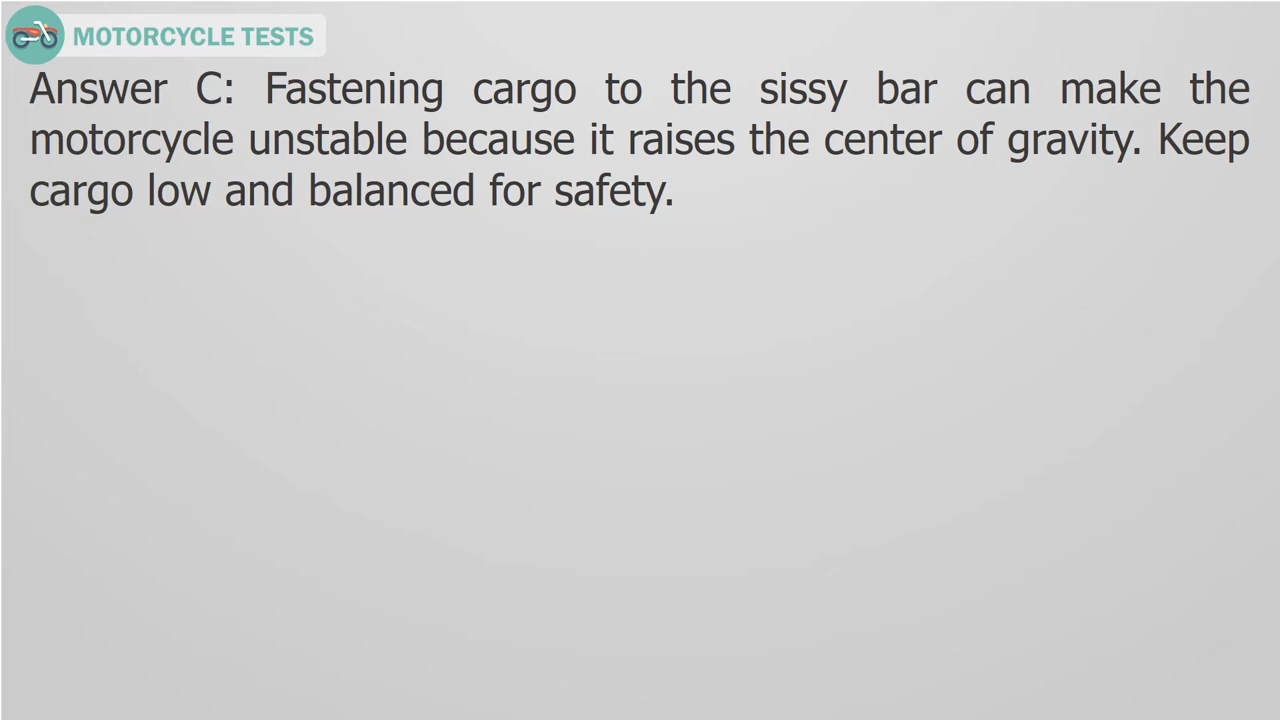 MOTORCYCLE TESTS
Answer C: Fastening cargo to the sissy bar can make the
motorcycle unstable because it raises the center of gravity. Keep
cargo low and balanced for safety.